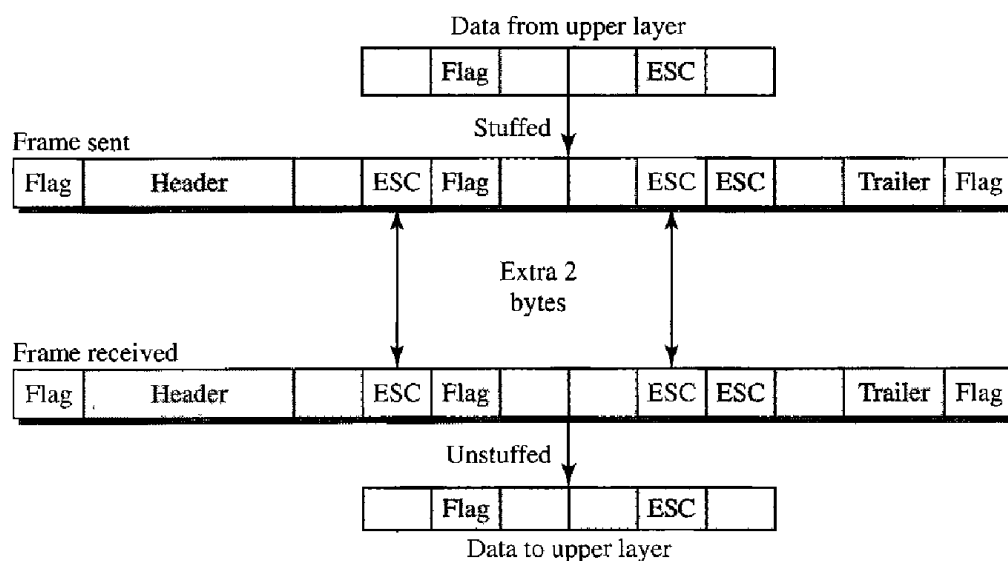 Data from upper layer
Flag ESC
Stuffed
Frame sent
Flag Header ESC Flag ESC ESC Trailer Flag
Extra 2
bytes
Frame received
Flag Header ESC Flag ESC ESC Trailer Flag
Unstuffed
Flag ESC
Data to upper layer